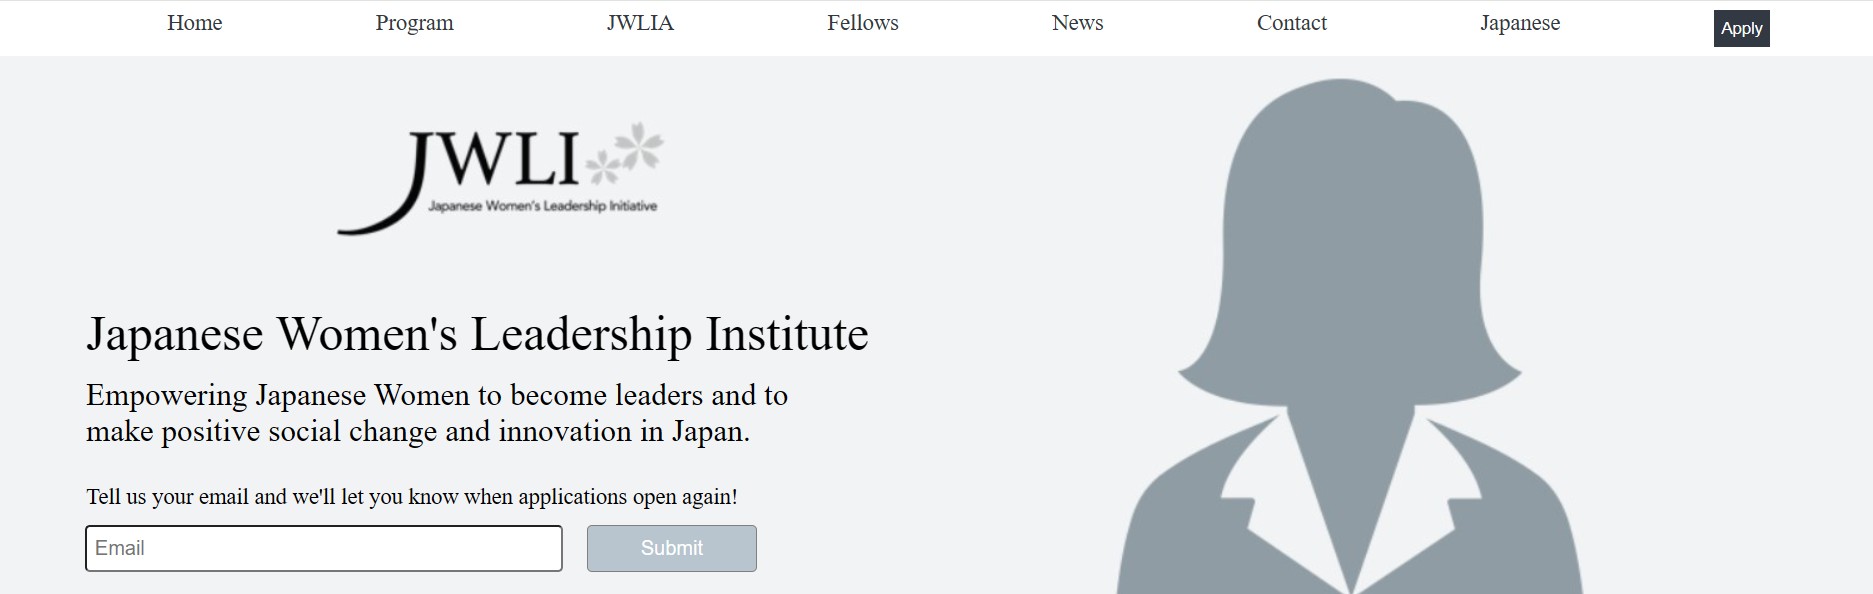 Home
Program
JWLIA
Fellows
News
Contact
Japanese
Apply
JWLI
Japanese Women's Leadership Initiative
Japanese Women's Leadership Institute
Empowering Japanese Women to become leaders and to
make positive social change and innovation in Japan.
Tell us your email and we'll let you know when applications open again!
Email
Submit